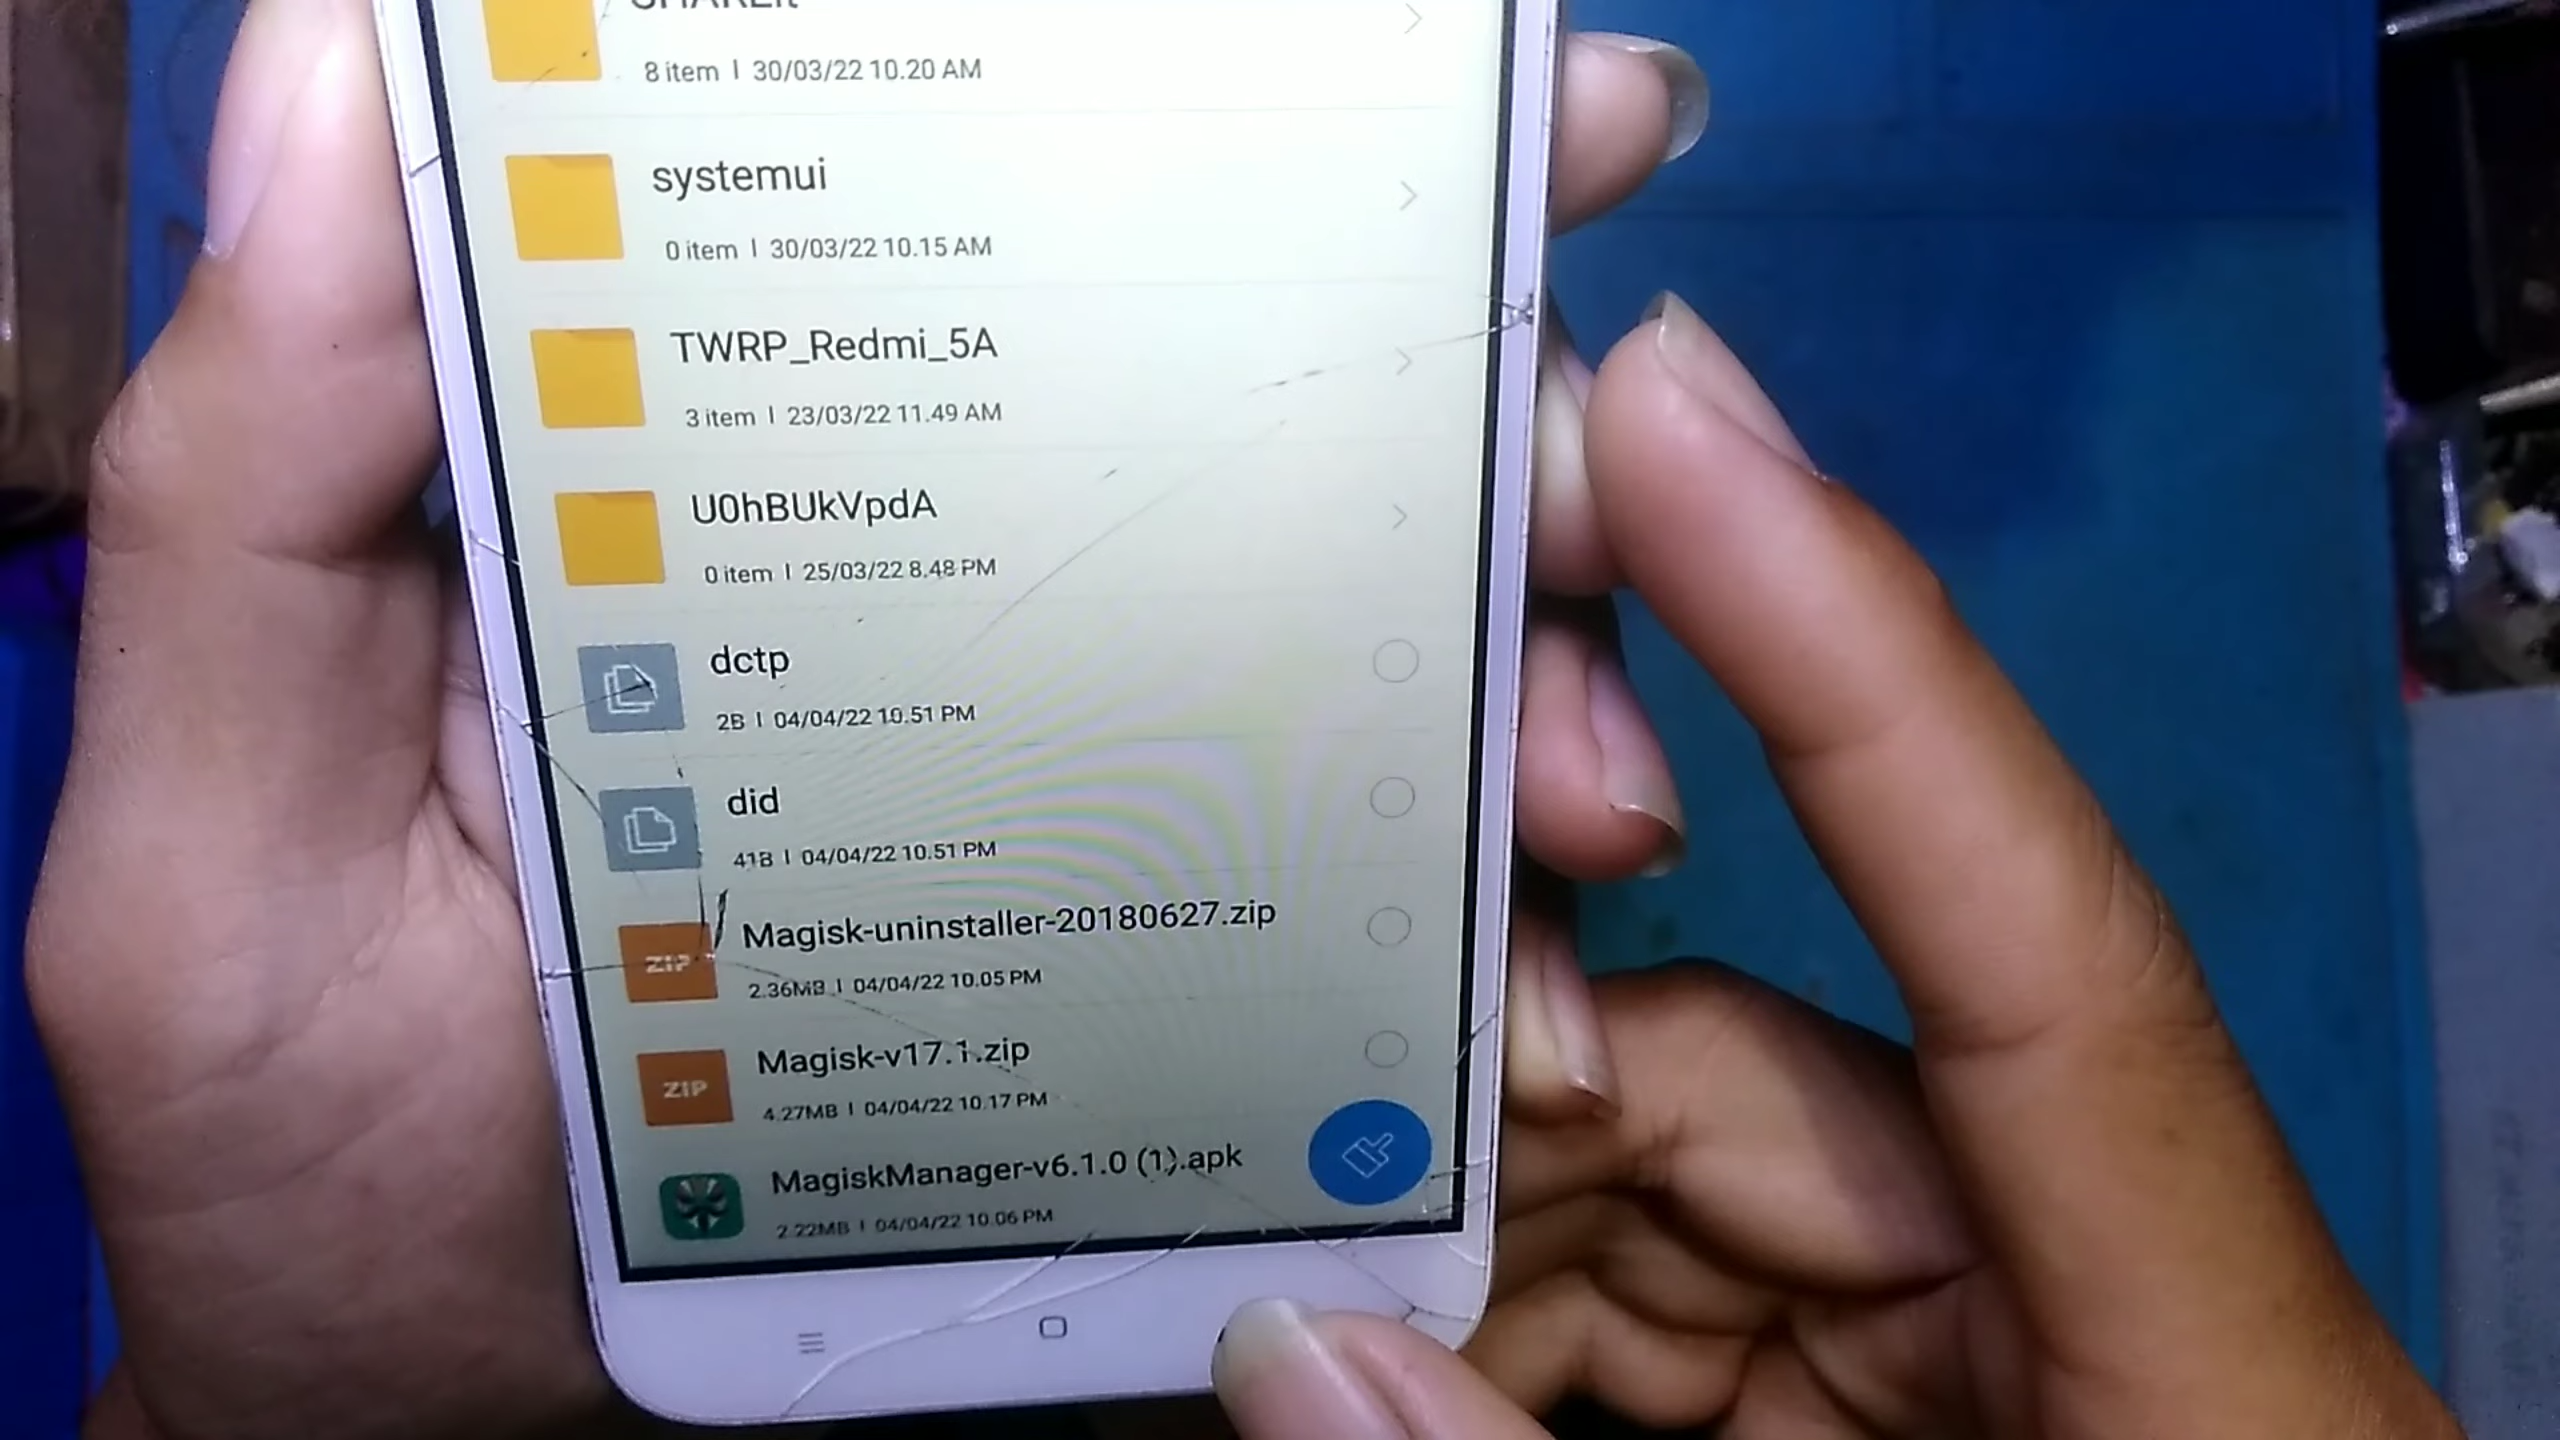 SHAREit
8 item | 30/03/22 10.20 AM
systemui
0 item | 30/03/22 10.15 AM
TWRP_Redmi_5A
3 item | 23/03/22 11.49 AM
U0hBUkVpdA
0 item | 25/03/22 8.48 PM
dctp
2B | 04/04/22 10.51 PM
did
41B | 04/04/22 10.51 PM
Magisk-uninstaller-20180627.zip
ZIP
2.36MB | 04/04/22 10.05 PM
Magisk-v17.1.zip
ZIP
4.27MB | 04/04/22 10.17 PM
MagiskManager-v6.1.0 (1).apk
2.22MB | 04/04/22 10.06 PM